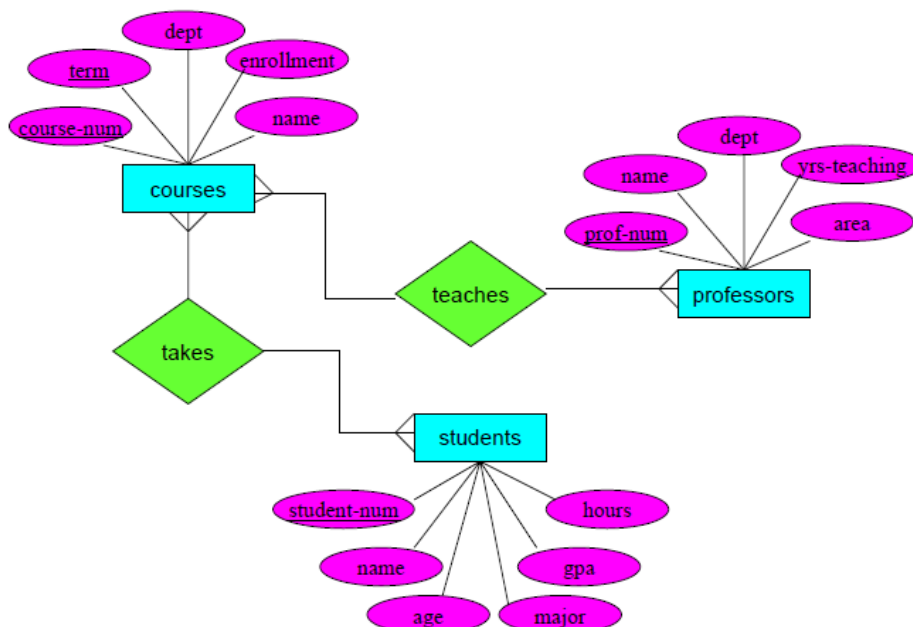 dept
term
enrollment
course-num
name
courses
dept
name
yrs-teaching
prof-num
area
teaches
professors
takes
students
student-num
hours
name
gpa
age
major